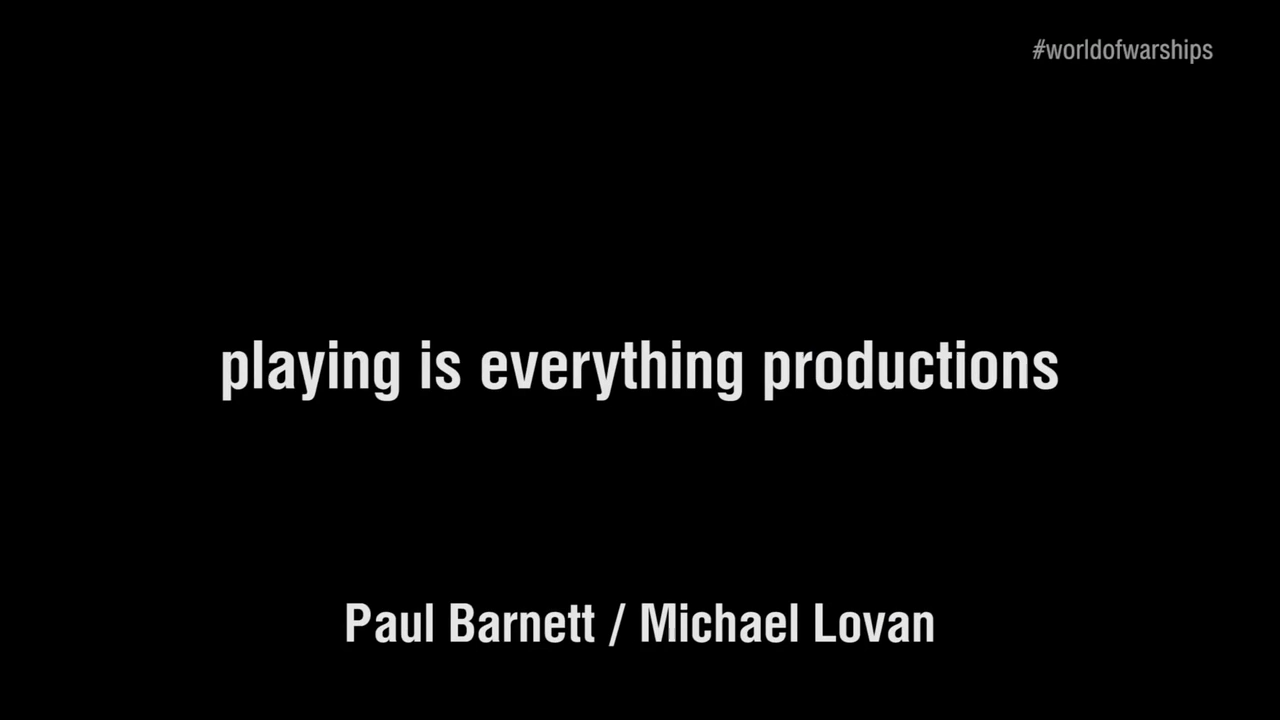 #worldofwarships
playing is everything productions
Paul Barnett / Michael Lovan